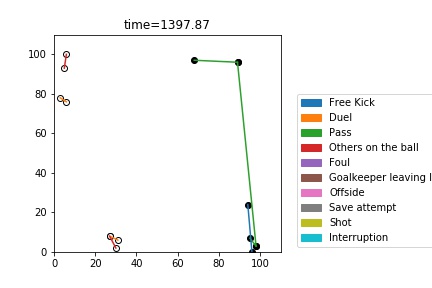 time=1397.87
100
80
60
40
20
0
0 20 40 60 80 100
Free Kick
Duel
Pass
Others on the ball
Foul
Goalkeeper leaving l
Offside
Save attempt
Shot
Interruption